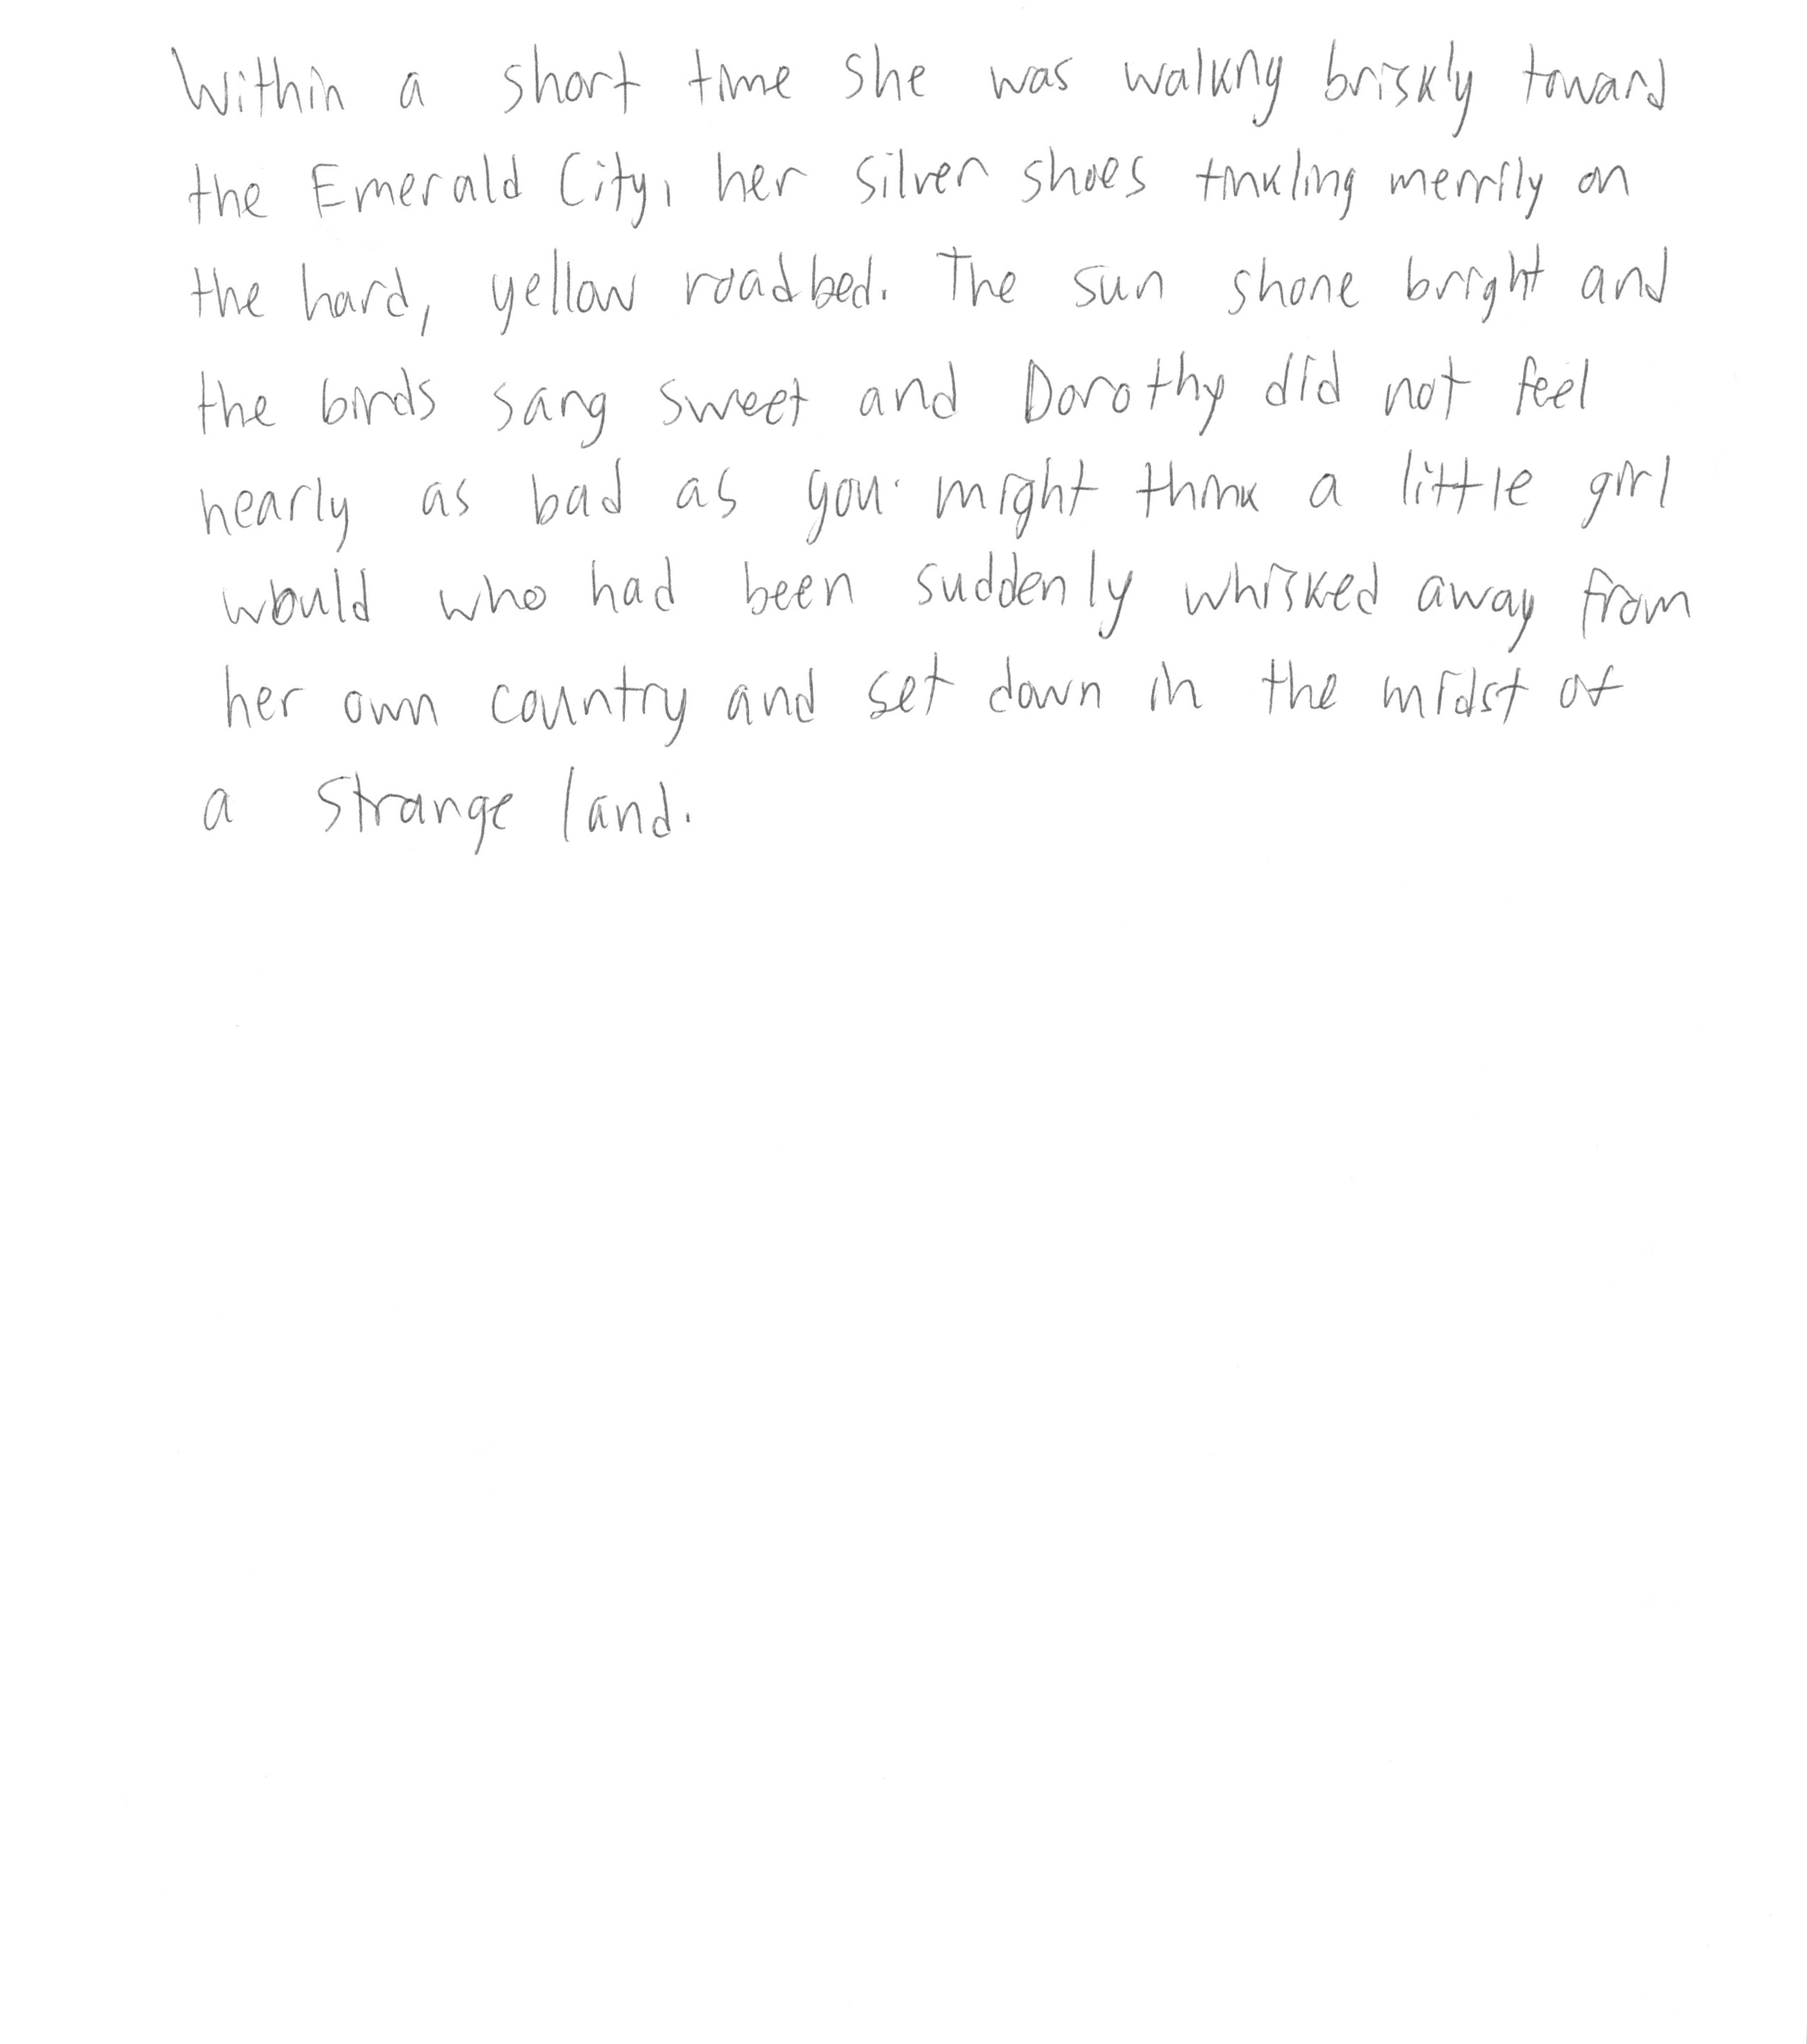 Within a short time she was walking briskly toward
the Emerald City, her silver shoes tinkling merrily on
the hard, yellow roadbed. The sun shone bright and
the birds sang sweet and Dorothy did not feel
nearly as bad as you might think a little girl
would who had been suddenly whisked away from
her own country and set down in the midst of
a strange land.